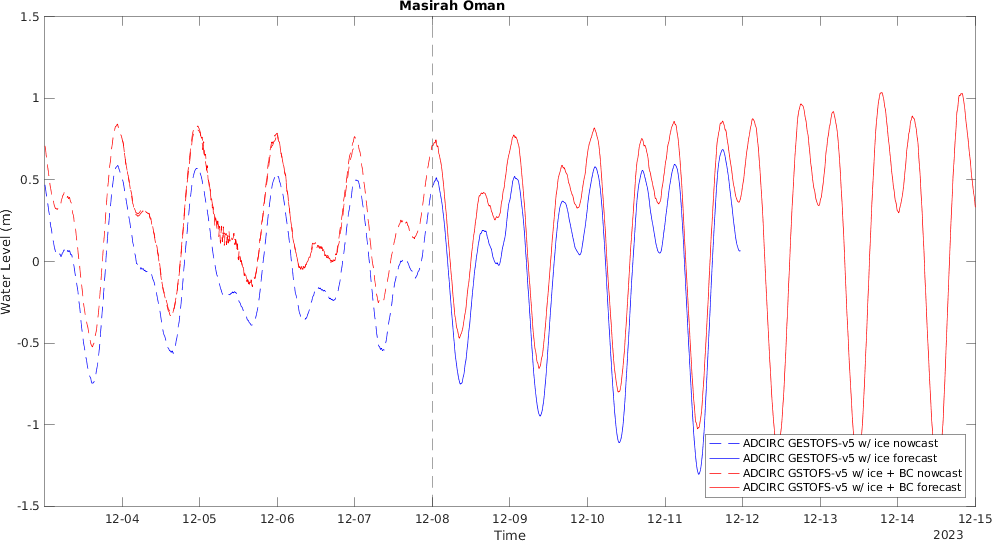 Masirah Oman
1.5
1
0.5
0
-0.5
-1
-1.5
Water Level (m)
ADCIRC GESTOFS-v5 w/ ice nowcast
ADCIRC GESTOFS-v5 w/ ice forecast
ADCIRC GSTOFS-v5 w/ ice + BC nowcast
ADCIRC GSTOFS-v5 w/ ice + BC forecast
12-04 12-05 12-06 12-07 12-08 12-09 12-10 12-11 12-12 12-13 12-14 12-15
Time
2023